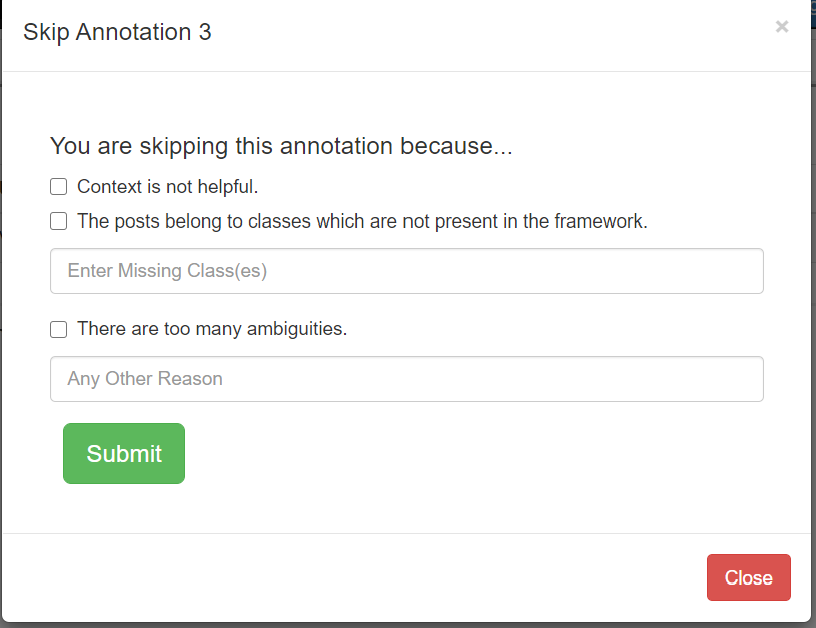 Skip Annotation 3
×
You are skipping this annotation because...
Context is not helpful.
The posts belong to classes which are not present in the framework.
Enter Missing Class(es)
There are too many ambiguities.
Any Other Reason
Submit
Close